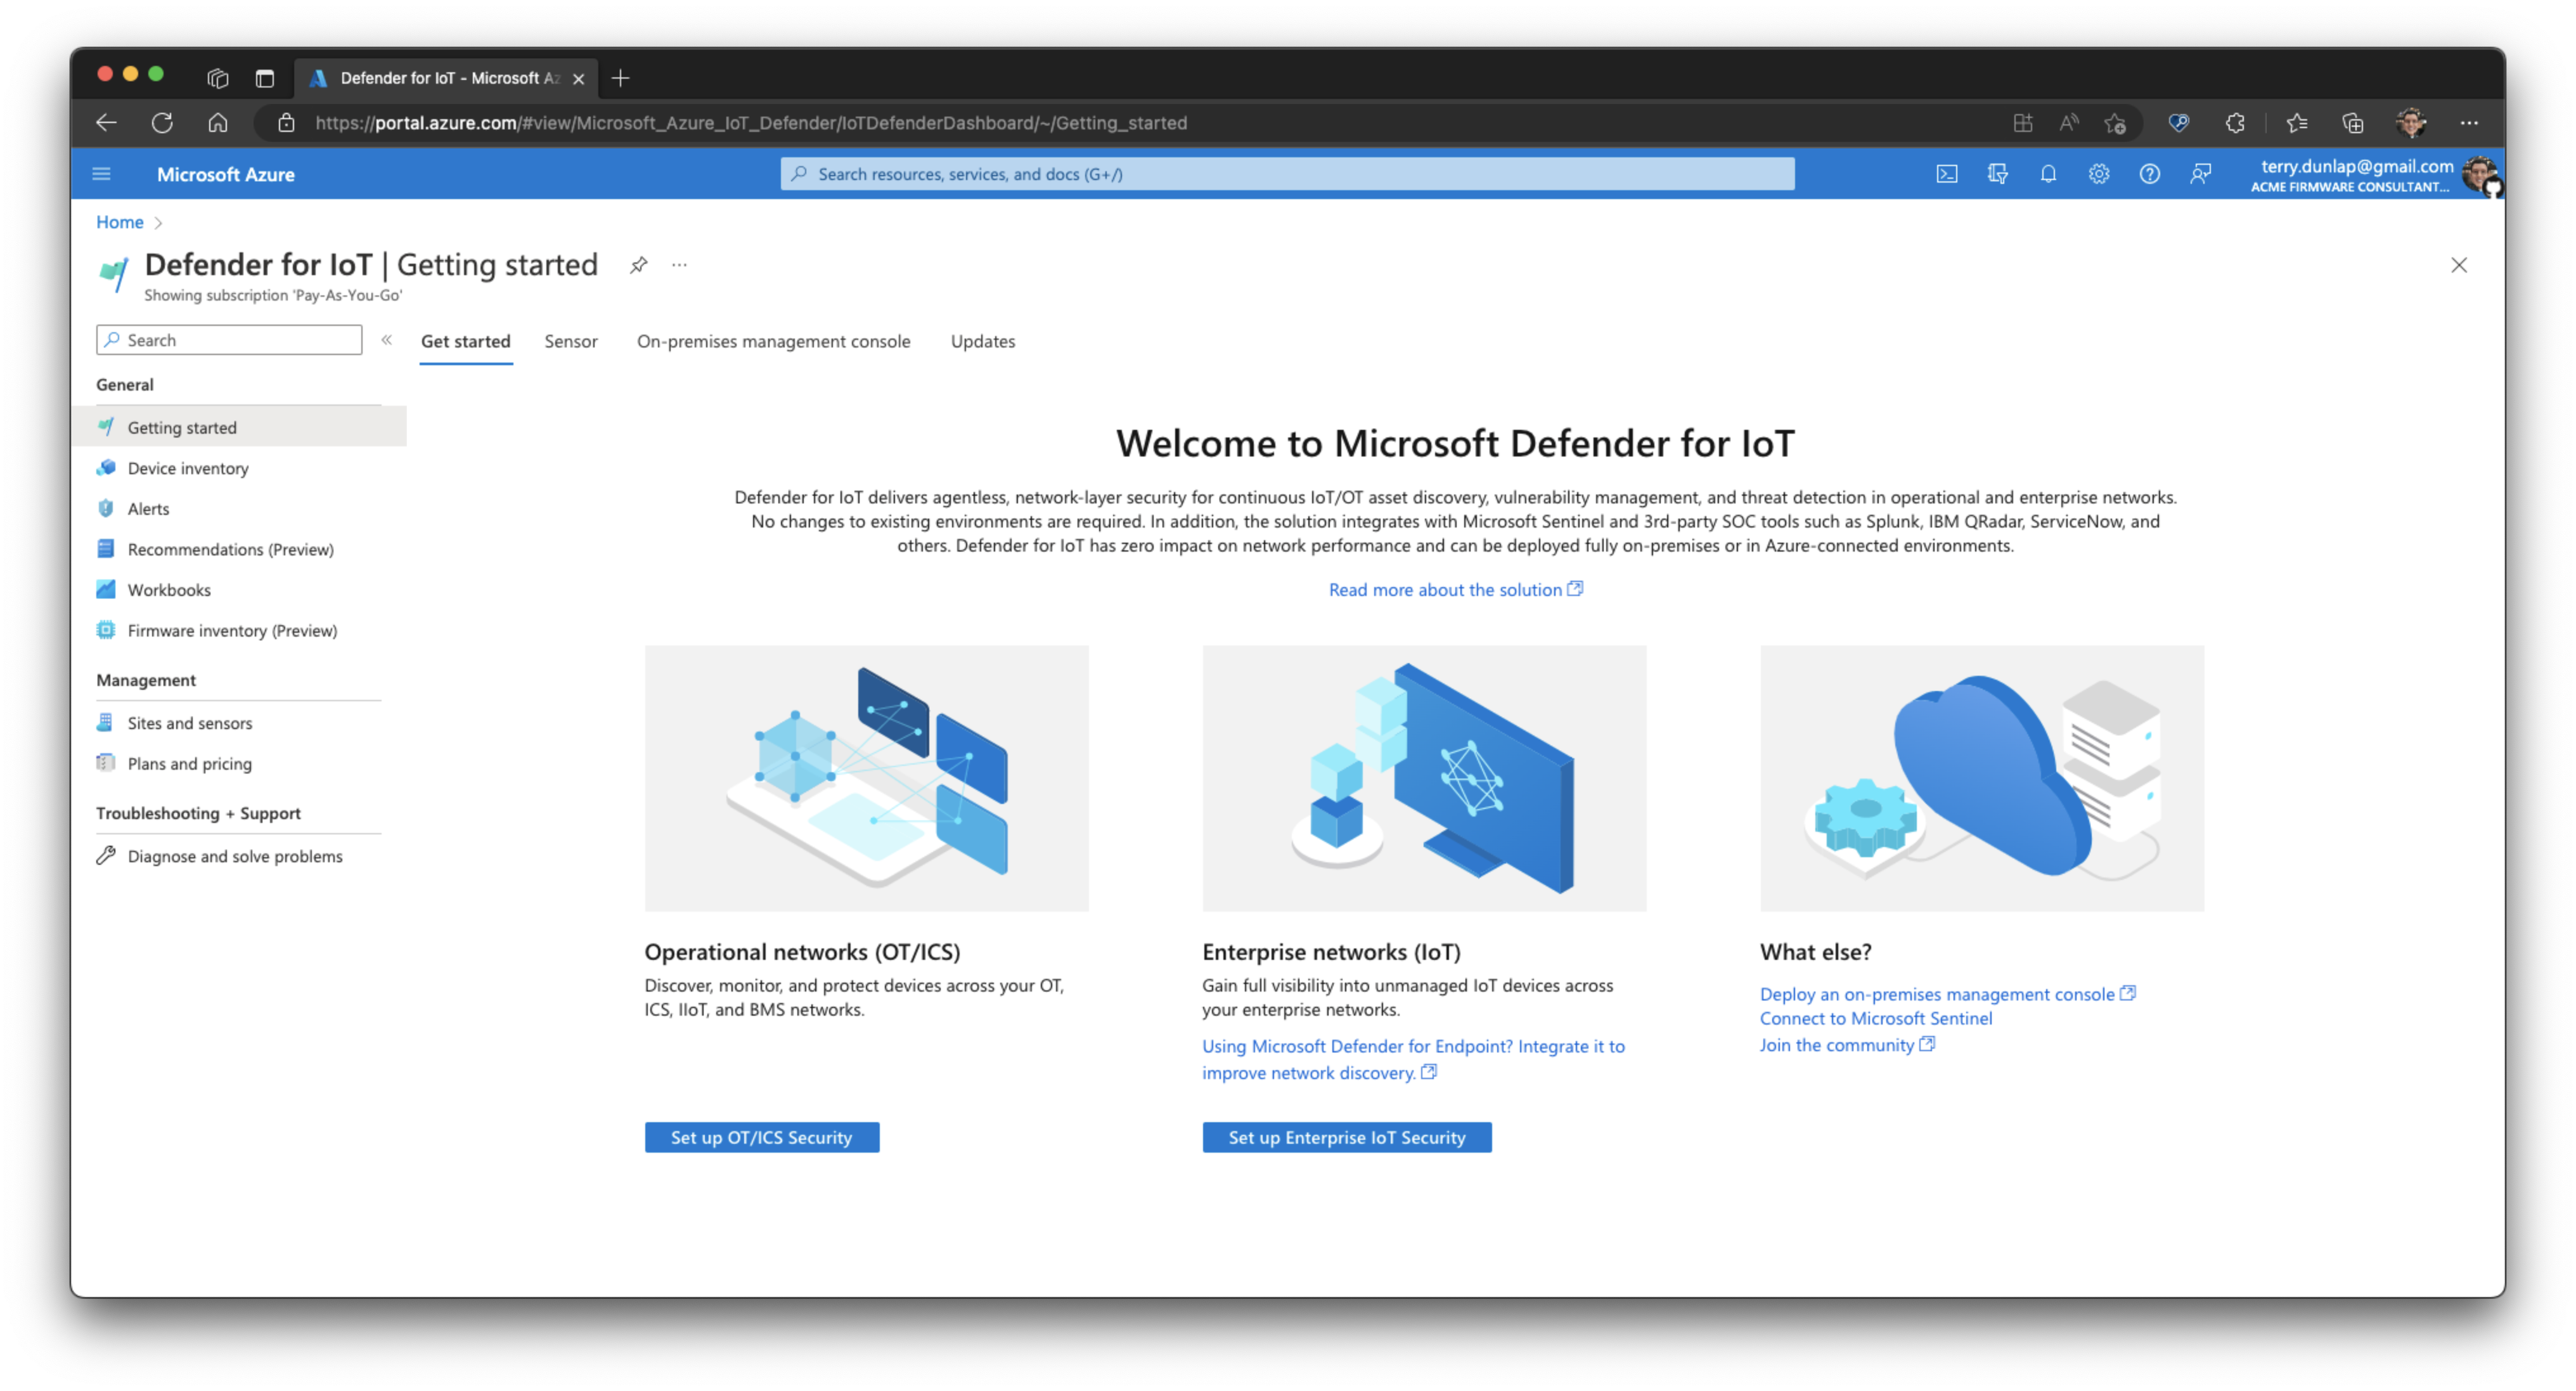 Defender for IoT - Microsoft Az
https://portal.azure.com/#view/Microsoft_Azure_IoT_Defender/IoTDefenderDashboard/~/Getting_started
Microsoft Azure
Search resources, services, and docs (G+/)
terry.dunlap@gmail.com
ACME FIRMWARE CONSULTANT...
Home
Defender for IoT | Getting started
Showing subscription 'Pay-As-You-Go'
Search
Get started
Sensor
On-premises management console
Updates
General
Getting started
Device inventory
Alerts
Recommendations (Preview)
Workbooks
Firmware inventory (Preview)
Management
Sites and sensors
Plans and pricing
Troubleshooting + Support
Diagnose and solve problems
Welcome to Microsoft Defender for IoT
Defender for IoT delivers agentless, network-layer security for continuous IoT/OT asset discovery, vulnerability management, and threat detection in operational and enterprise networks.
No changes to existing environments are required. In addition, the solution integrates with Microsoft Sentinel and 3rd-party SOC tools such as Splunk, IBM QRadar, ServiceNow, and
others. Defender for IoT has zero impact on network performance and can be deployed fully on-premises or in Azure-connected environments.
Read more about the solution
Operational networks (OT/ICS)
Discover, monitor, and protect devices across your OT,
ICS, IIoT, and BMS networks.
Set up OT/ICS Security
Enterprise networks (IoT)
Gain full visibility into unmanaged IoT devices across
your enterprise networks.
Using Microsoft Defender for Endpoint? Integrate it to
improve network discovery.
Set up Enterprise IoT Security
What else?
Deploy an on-premises management console
Connect to Microsoft Sentinel
Join the community